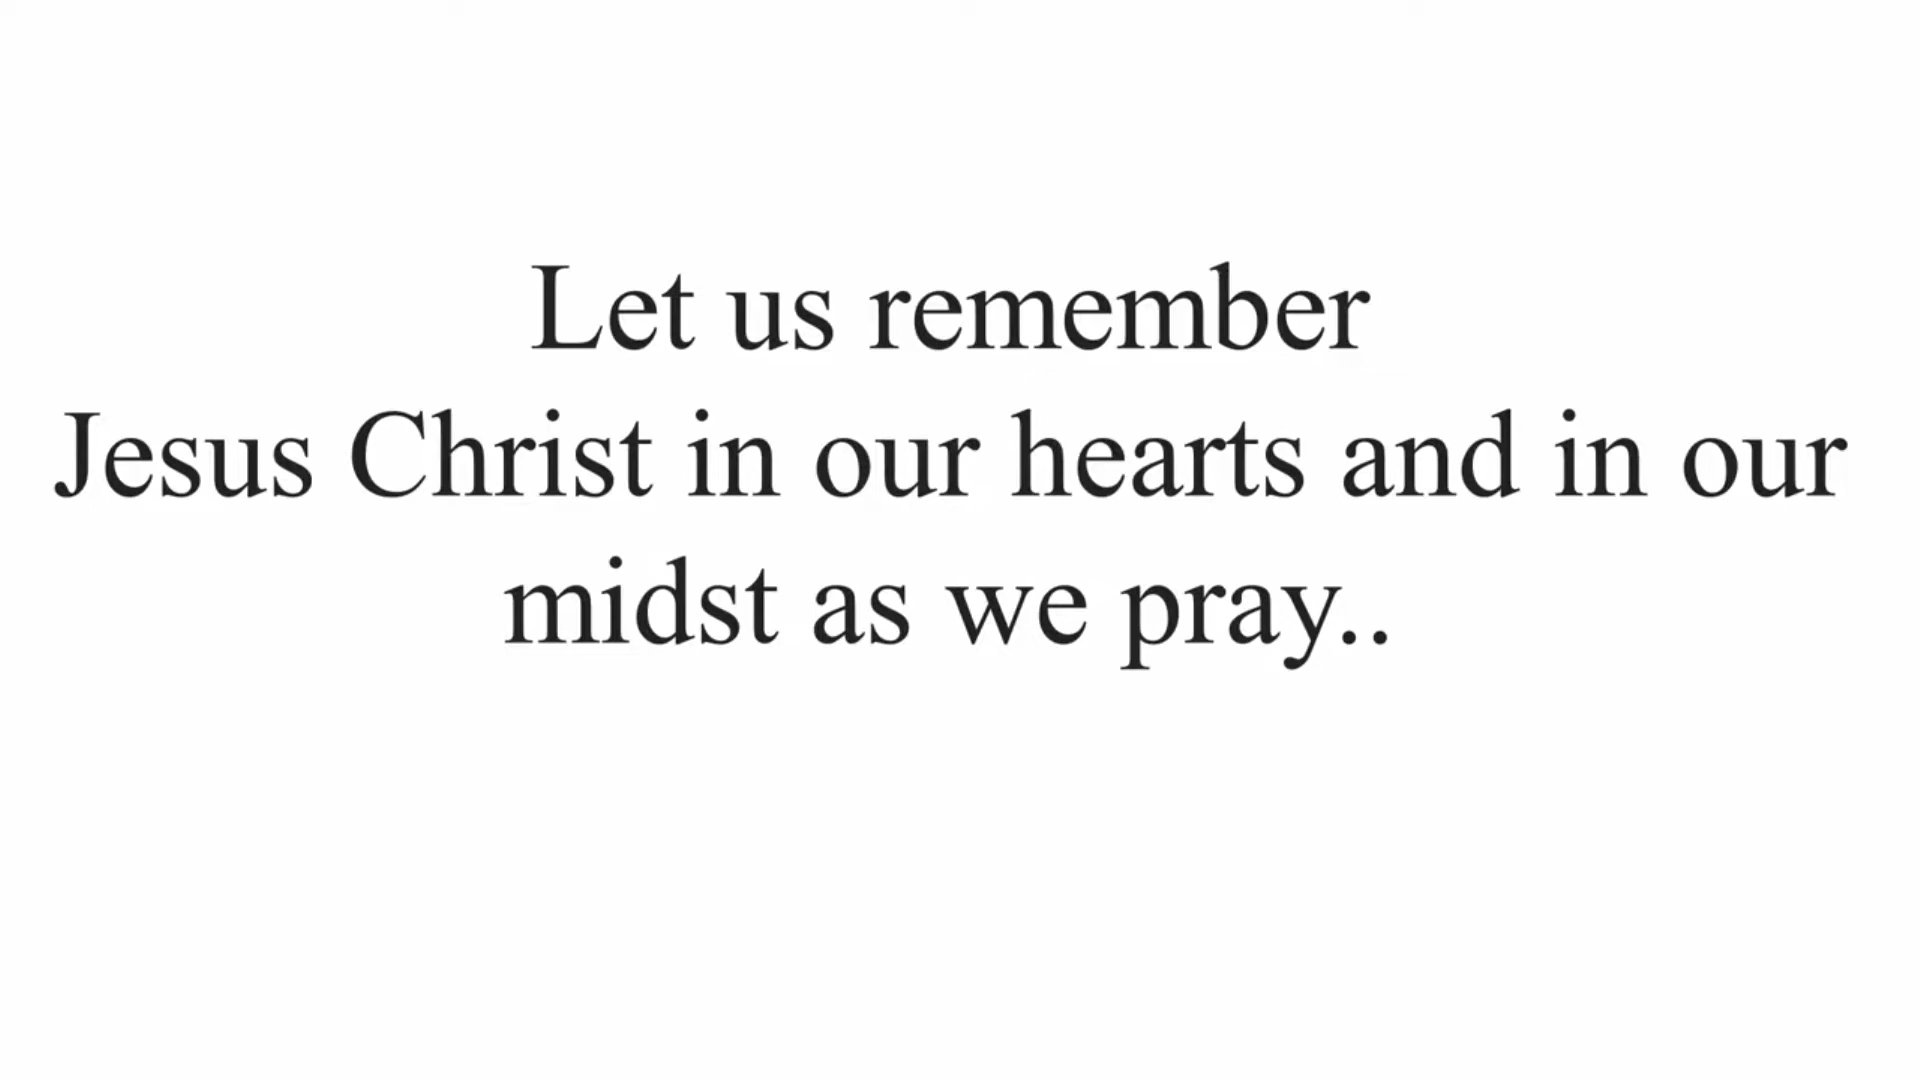 Let us remember
Jesus Christ in our hearts and in our
midst as we pray..